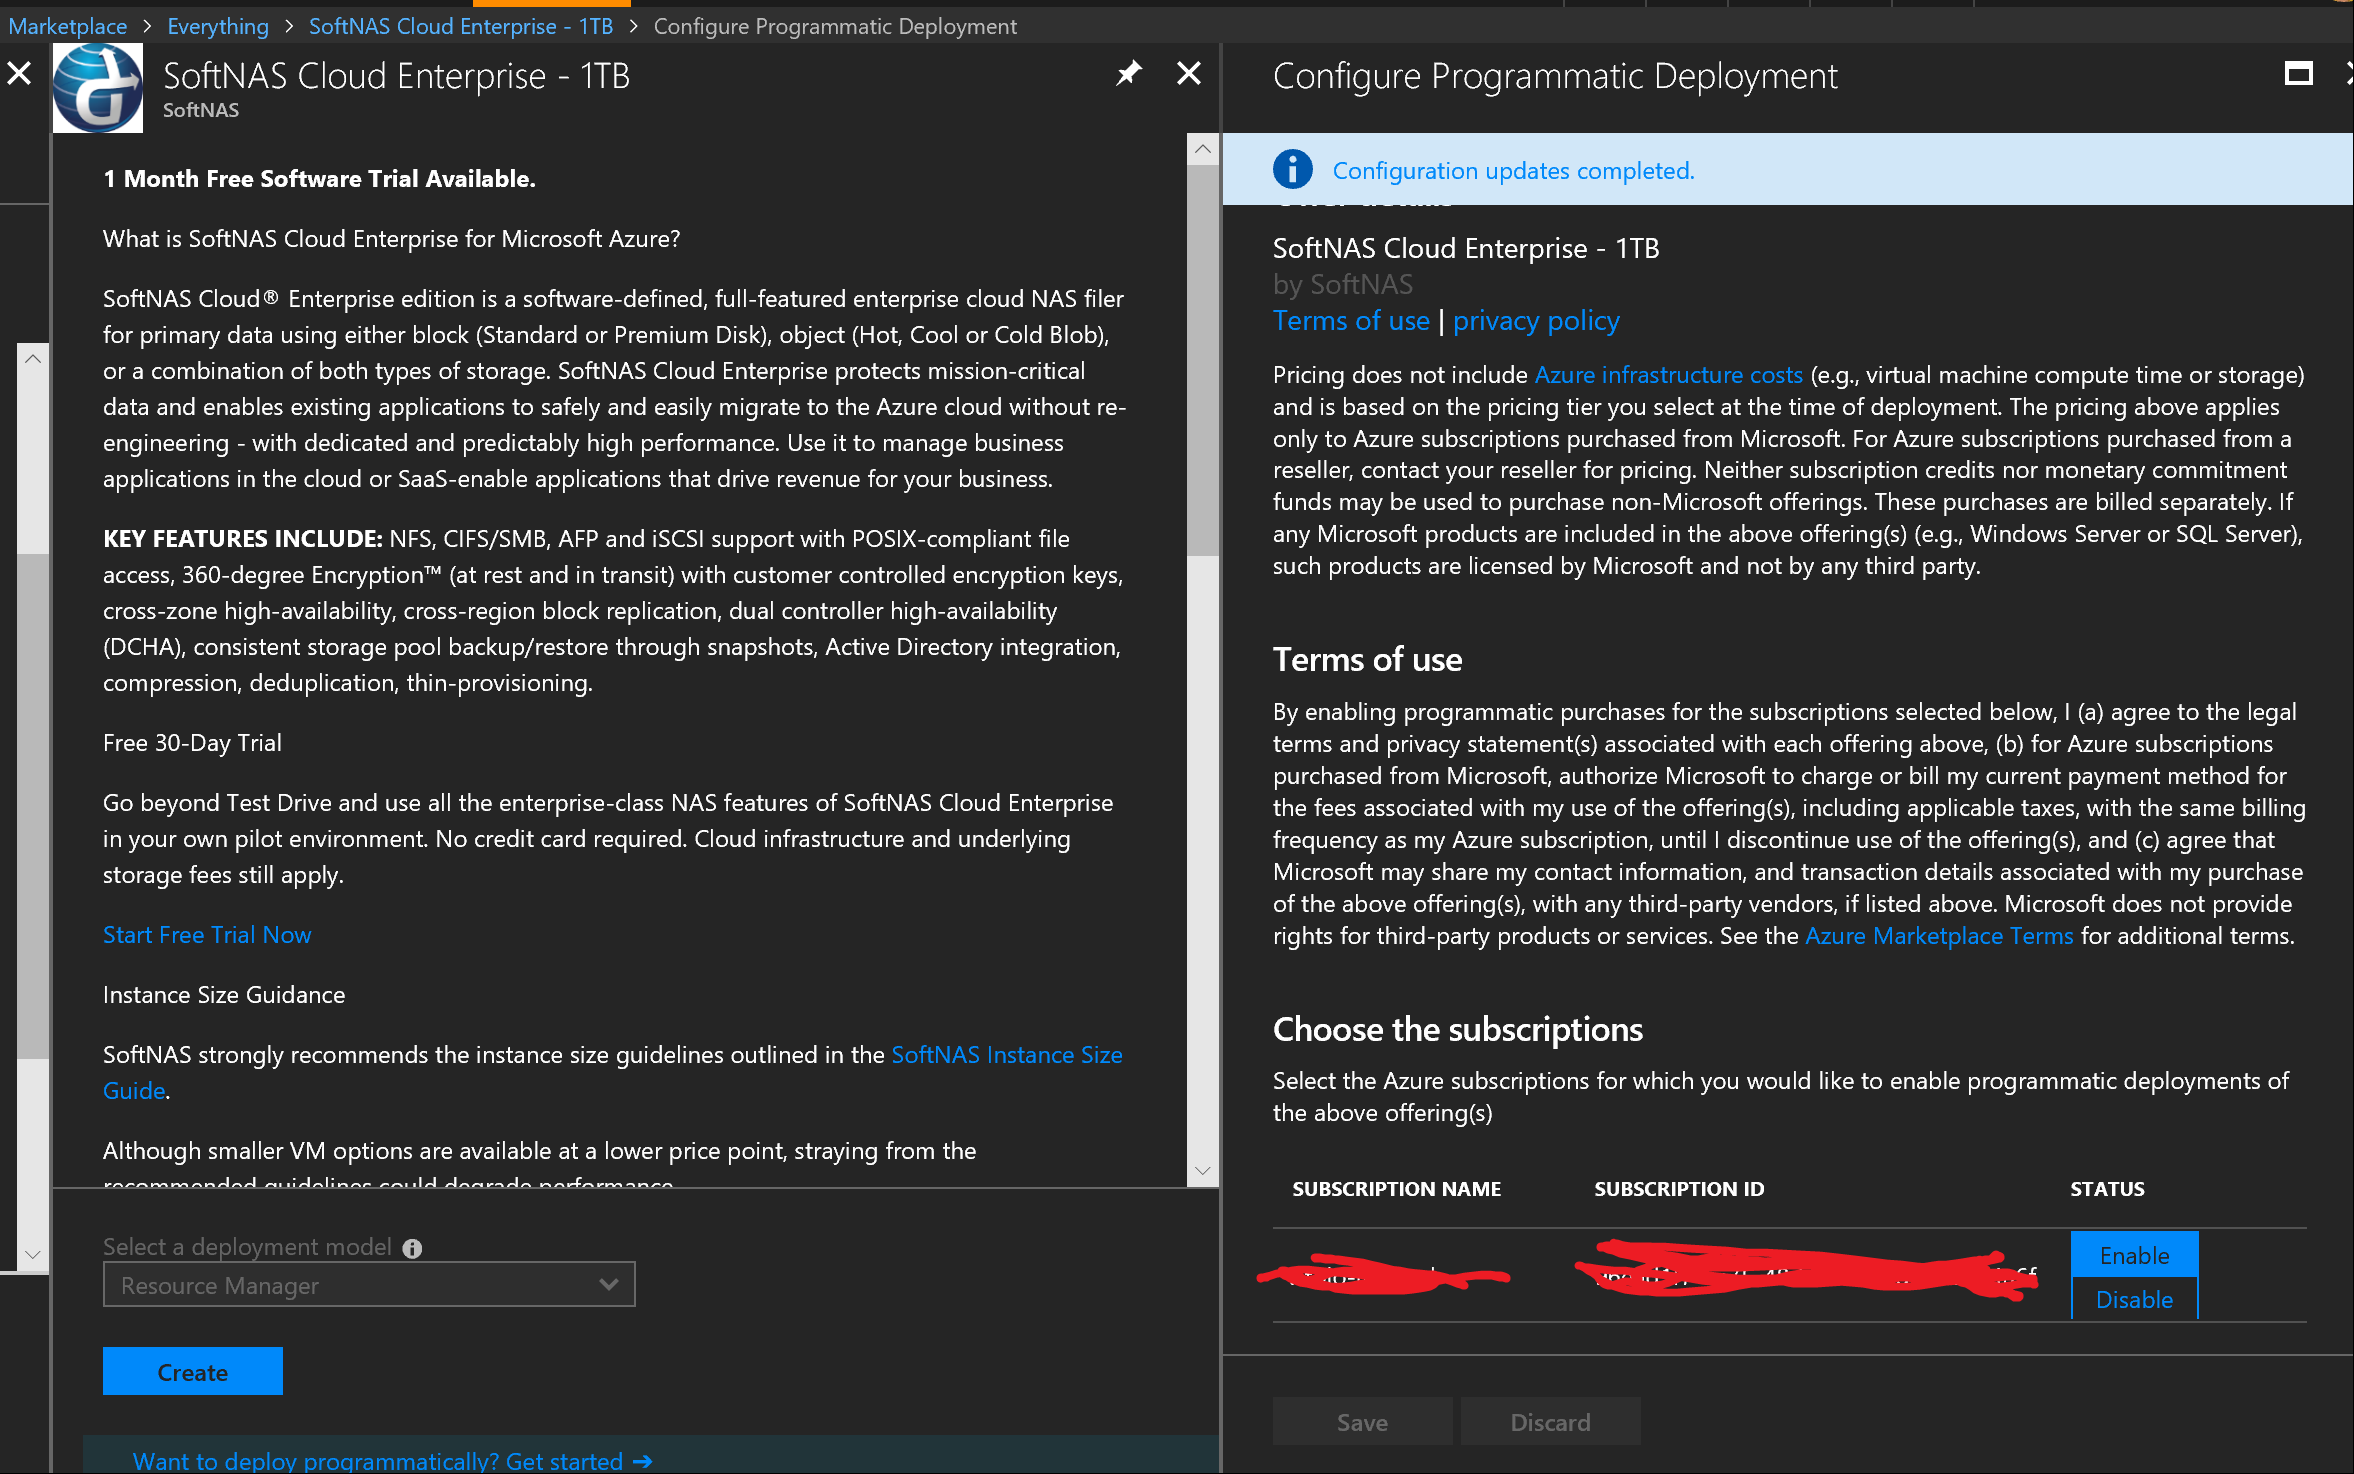 Marketplace > Everything > SoftNAS Cloud Enterprise - 1TB > Configure Programmatic Deployment
SoftNAS Cloud Enterprise - 1TB
SoftNAS
1 Month Free Software Trial Available.
What is SoftNAS Cloud Enterprise for Microsoft Azure?
SoftNAS Cloud® Enterprise edition is a software-defined, full-featured enterprise cloud NAS filer
for primary data using either block (Standard or Premium Disk), object (Hot, Cool or Cold Blob),
or a combination of both types of storage. SoftNAS Cloud Enterprise protects mission-critical
data and enables existing applications to safely and easily migrate to the Azure cloud without re-
engineering - with dedicated and predictably high performance. Use it to manage business
applications in the cloud or SaaS-enable applications that drive revenue for your business.
KEY FEATURES INCLUDE: NFS, CIFS/SMB, AFP and iSCSI support with POSIX-compliant file
access, 360-degree Encryption™ (at rest and in transit) with customer controlled encryption keys,
cross-zone high-availability, cross-region block replication, dual controller high-availability
(DCHA), consistent storage pool backup/restore through snapshots, Active Directory integration,
compression, deduplication, thin-provisioning.
Free 30-Day Trial
Go beyond Test Drive and use all the enterprise-class NAS features of SoftNAS Cloud Enterprise
in your own pilot environment. No credit card required. Cloud infrastructure and underlying
storage fees still apply.
Start Free Trial Now
Instance Size Guidance
SoftNAS strongly recommends the instance size guidelines outlined in the SoftNAS Instance Size
Guide.
Although smaller VM options are available at a lower price point, straying from the
recommended guidelines could degrade performance.
Select a deployment model
Resource Manager
Create
Want to deploy programmatically? Get started →
Configure Programmatic Deployment
Configuration updates completed.
Offer details
SoftNAS Cloud Enterprise - 1TB
by SoftNAS
Terms of use | privacy policy
Pricing does not include Azure infrastructure costs (e.g., virtual machine compute time or storage)
and is based on the pricing tier you select at the time of deployment. The pricing above applies
only to Azure subscriptions purchased from Microsoft. For Azure subscriptions purchased from a
reseller, contact your reseller for pricing. Neither subscription credits nor monetary commitment
funds may be used to purchase non-Microsoft offerings. These purchases are billed separately. If
any Microsoft products are included in the above offering(s) (e.g., Windows Server or SQL Server),
such products are licensed by Microsoft and not by any third party.
Terms of use
By enabling programmatic purchases for the subscriptions selected below, I (a) agree to the legal
terms and privacy statement(s) associated with each offering above, (b) for Azure subscriptions
purchased from Microsoft, authorize Microsoft to charge or bill my current payment method for
the fees associated with my use of the offering(s), including applicable taxes, with the same billing
frequency as my Azure subscription, until I discontinue use of the offering(s), and (c) agree that
Microsoft may share my contact information, and transaction details associated with my purchase
of the above offering(s), with any third-party vendors, if listed above. Microsoft does not provide
rights for third-party products or services. See the Azure Marketplace Terms for additional terms.
Choose the subscriptions
Select the Azure subscriptions for which you would like to enable programmatic deployments of
the above offering(s)
SUBSCRIPTION NAME SUBSCRIPTION ID STATUS
Enable
Disable
Save Discard